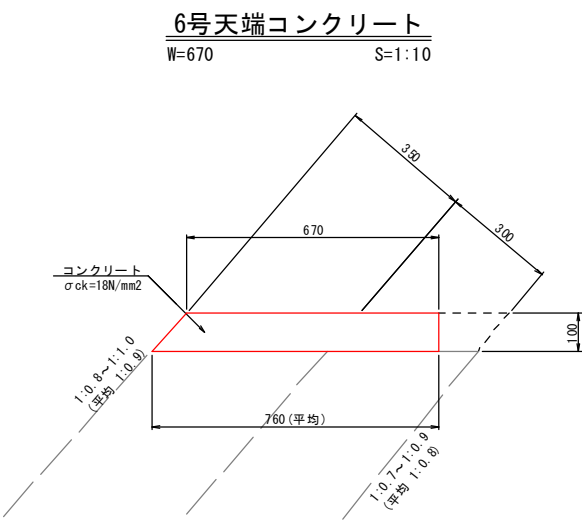 6号天端コンクリート
W=670
S=1:10
350
300
670
コンクリート
σck=18N/mm2
100
1:0.8～1:1.0
(平均 1:0.9)
760(平均)
1:0.7～1:0.9
(平均 1:0.8)